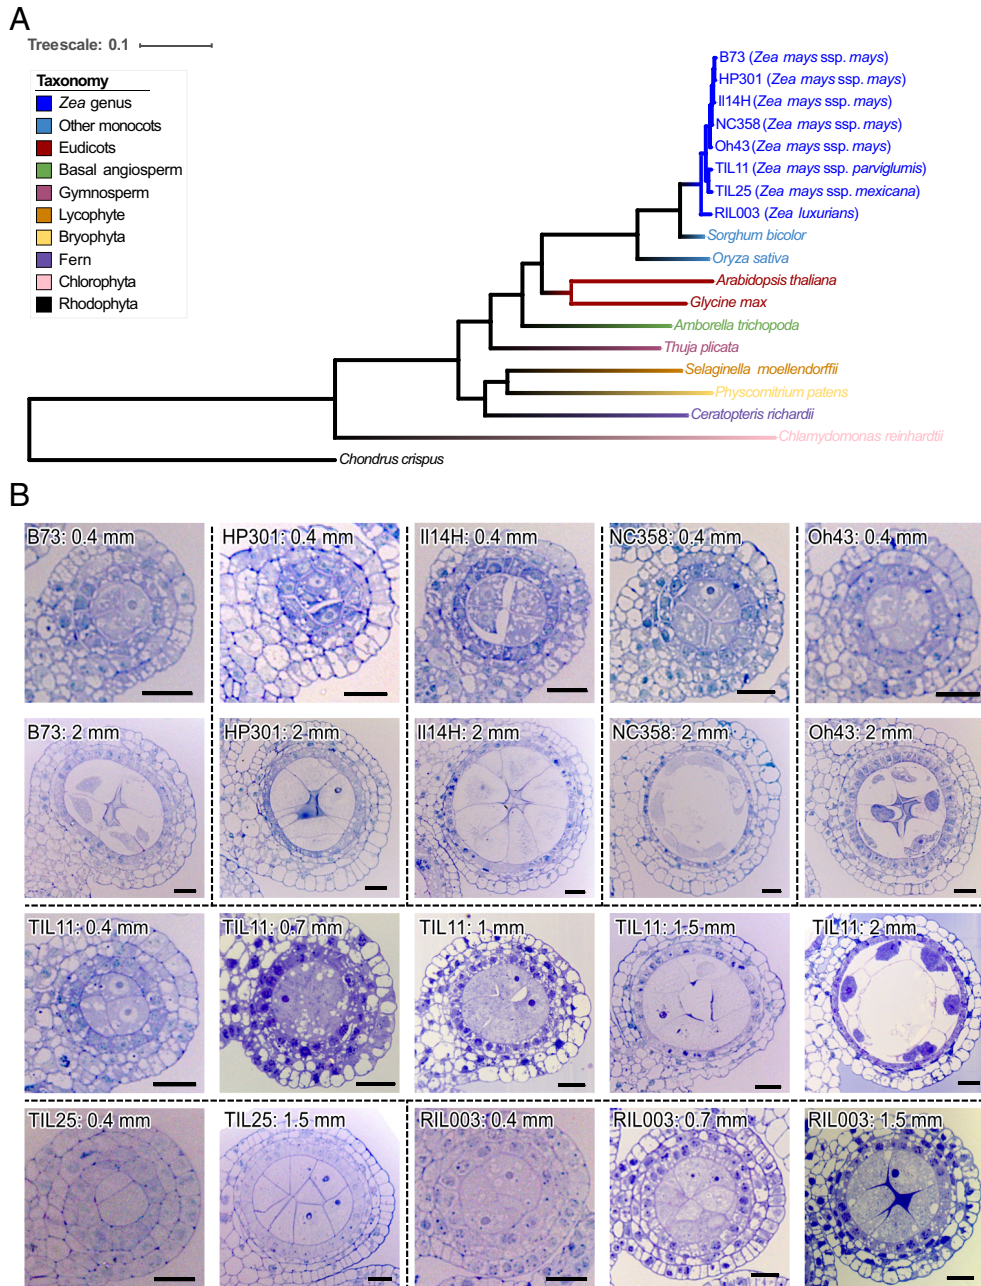 A
Tree scale: 0.1
Taxonomy
Zea genus
Other monocots
Eudicots
Basal angiosperm
Gymnosperm
Lycophyte
Bryophyta
Fern
Chlorophyta
Rhodophyta
B73 (Zea mays ssp. mays)
HP301 (Zea mays ssp. mays)
Il14H (Zea mays ssp. mays)
NC358 (Zea mays ssp. mays)
Oh43 (Zea mays ssp. mays)
TIL11 (Zea mays ssp. parviglumis)
TIL25 (Zea mays ssp. mexicana)
RIL003 (Zea luxurians)
Sorghum bicolor
Oryza sativa
Arabidopsis thaliana
Glycine max
Amborella trichopoda
Thuja plicata
Selaginella moellendorffii
Physcomitrium patens
Ceratopteris richardii
Chlamydomonas reinhardtii
Chondrus crispus
B
B73: 0.4 mm
HP301: 0.4 mm
Il14H: 0.4 mm
NC358: 0.4 mm
Oh43: 0.4 mm
B73: 2 mm
HP301: 2 mm
Il14H: 2 mm
NC358: 2 mm
Oh43: 2 mm
TIL11: 0.4 mm
TIL11: 0.7 mm
TIL11: 1 mm
TIL11: 1.5 mm
TIL11: 2 mm
TIL25: 0.4 mm
TIL25: 1.5 mm
RIL003: 0.4 mm
RIL003: 0.7 mm
RIL003: 1.5 mm